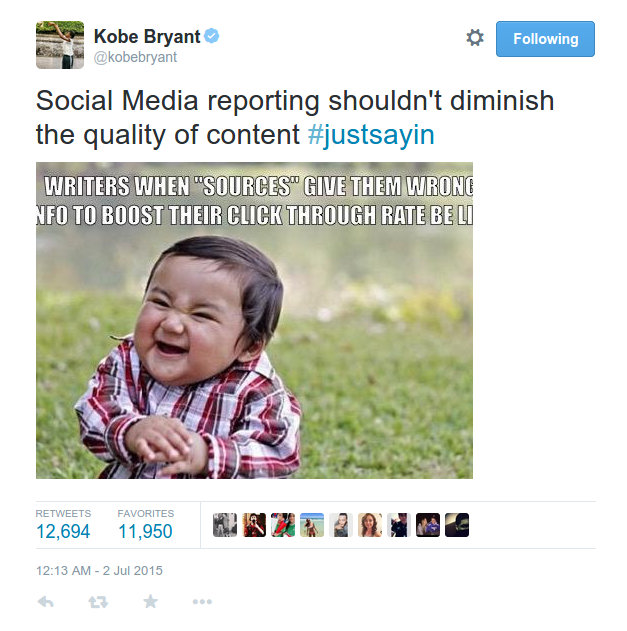 Kobe Bryant
@kobebryant
Following
Social Media reporting shouldn't diminish
the quality of content #justsayin
WRITERS WHEN "SOURCES" GIVE THEM WRONG
NFO TO BOOST THEIR CLICK THROUGH RATE BE LI
RETWEETS
FAVORITES
12,694
11,950
12:13 AM - 2 Jul 2015